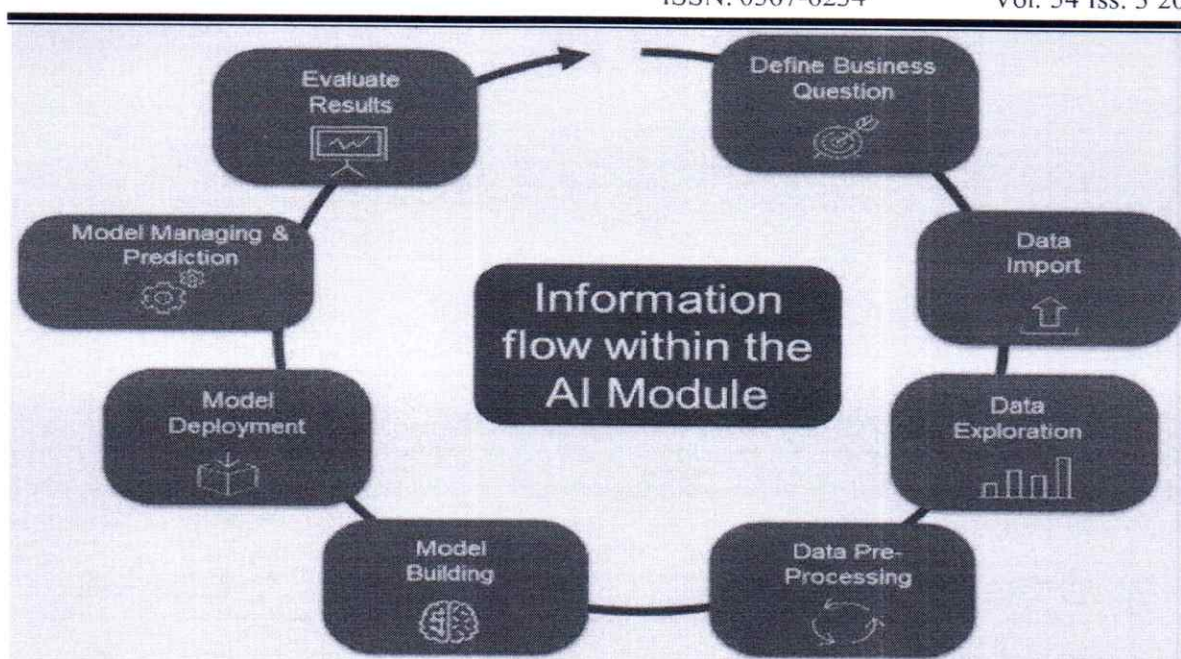 Define Business
Question
Data
Import
Data
Exploration
Data Pre-
Processing
Model
Building
Model
Deployment
Model Managing &
Prediction
Evaluate
Results
Information
flow within the
AI Module